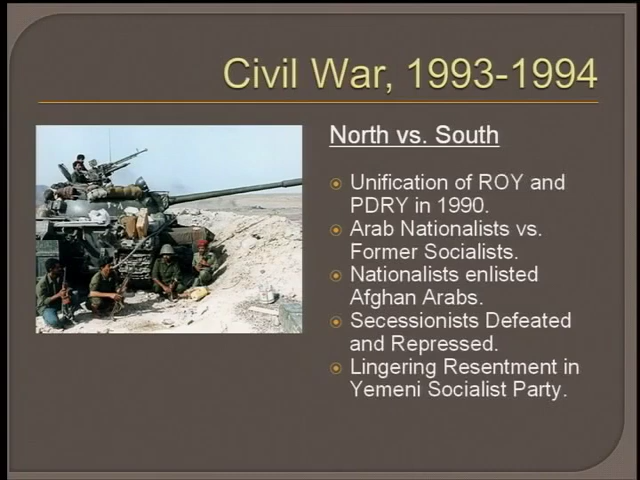 Civil War, 1993-1994
North vs. South
Unification of ROY and
PDRY in 1990.
Arab Nationalists vs.
Former Socialists.
Nationalists enlisted
Afghan Arabs.
Secessionists Defeated
and Repressed.
Lingering Resentment in
Yemeni Socialist Party.